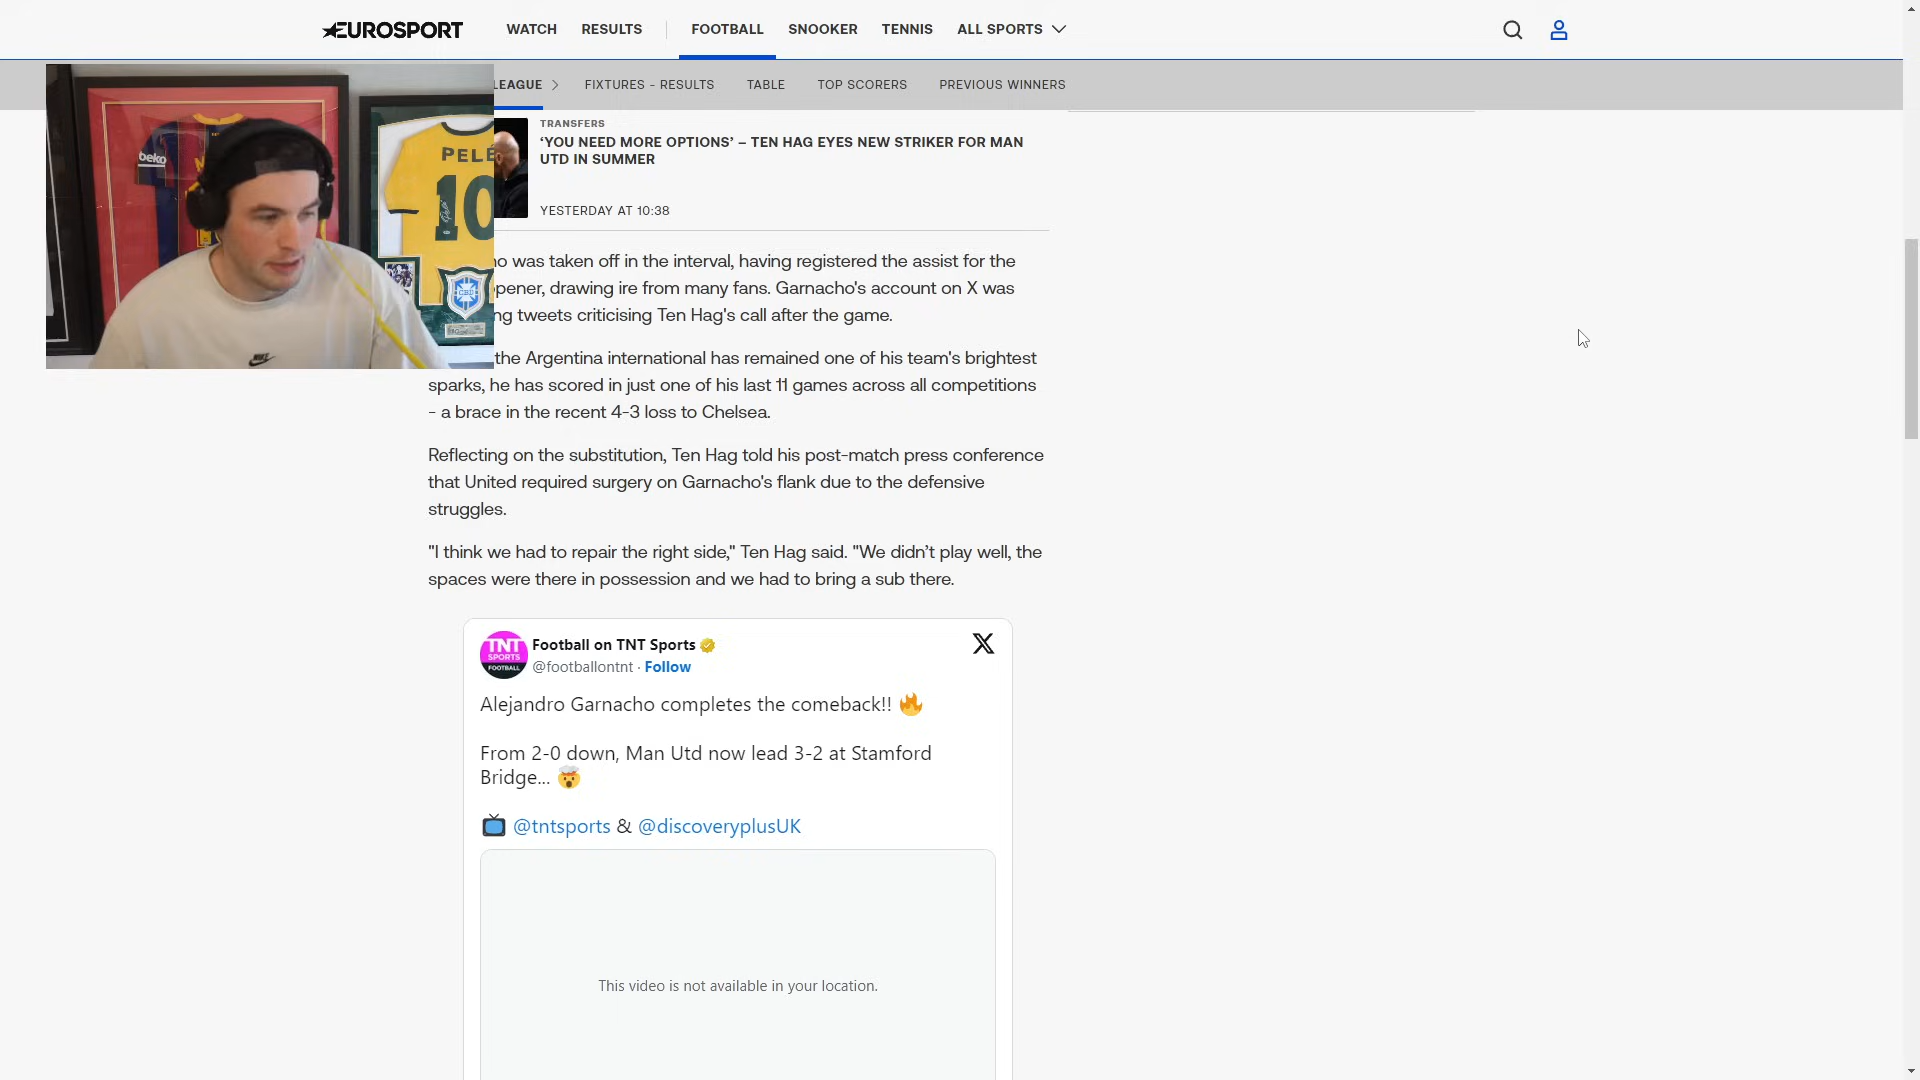 EUROSPORT
WATCH RESULTS FOOTBALL SNOOKER TENNIS ALL SPORTS
LEAGUE FIXTURES - RESULTS TABLE TOP SCORERS PREVIOUS WINNERS
TRANSFERS
‘YOU NEED MORE OPTIONS’ – TEN HAG EYES NEW STRIKER FOR MAN
UTD IN SUMMER
YESTERDAY AT 10:38
beko
PELE
10
CBD
NIKE
was taken off in the interval, having registered the assist for the
drawing ire from many fans. Garnacho's account on X was
tweets criticising Ten Hag's call after the game.
the Argentina international has remained one of his team's brightest
sparks, he has scored in just one of his last 11 games across all competitions
- a brace in the recent 4-3 loss to Chelsea.
Reflecting on the substitution, Ten Hag told his post-match press conference
that United required surgery on Garnacho's flank due to the defensive
struggles.
"I think we had to repair the right side," Ten Hag said. "We didn’t play well, the
spaces were there in possession and we had to bring a sub there.
TNT
SPORTS
FOOTBALL
Football on TNT Sports
@footballontnt · Follow
Alejandro Garnacho completes the comeback!! 🔥
From 2-0 down, Man Utd now lead 3-2 at Stamford
Bridge... 🤯
📺 @tntsports & @discoveryplusUK
This video is not available in your location.